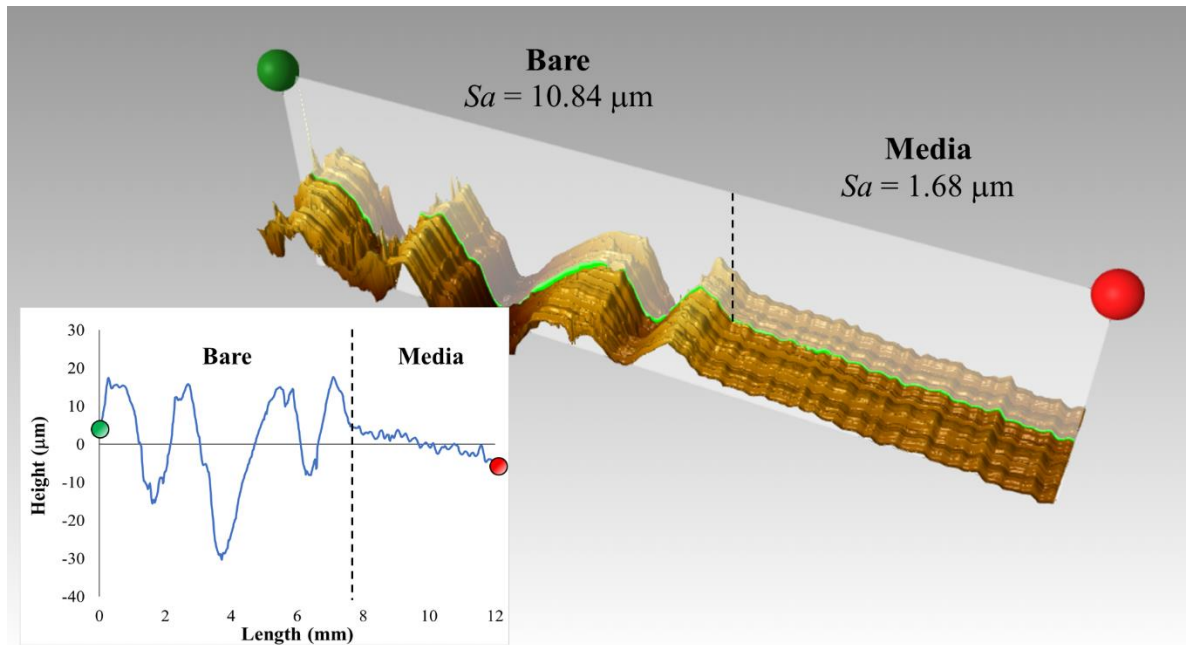 Bare
Sa = 10.84 μm
Media
Sa = 1.68 μm
Bare
Media
Height (μm)
30
20
10
0
-10
-20
-30
-40
0
2
4
6
8
10
12
Length (mm)